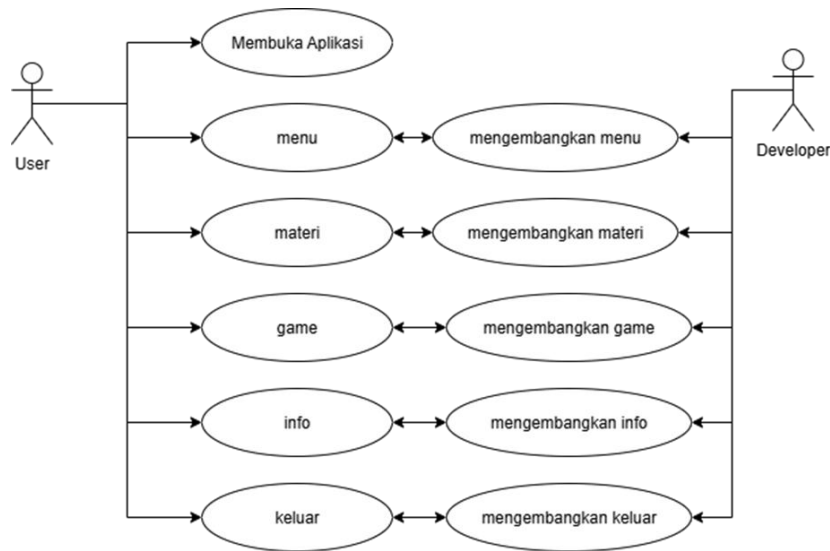 Membuka Aplikasi
User
Developer
menu
mengembangkan menu
materi
mengembangkan materi
game
mengembangkan game
info
mengembangkan info
keluar
mengembangkan keluar